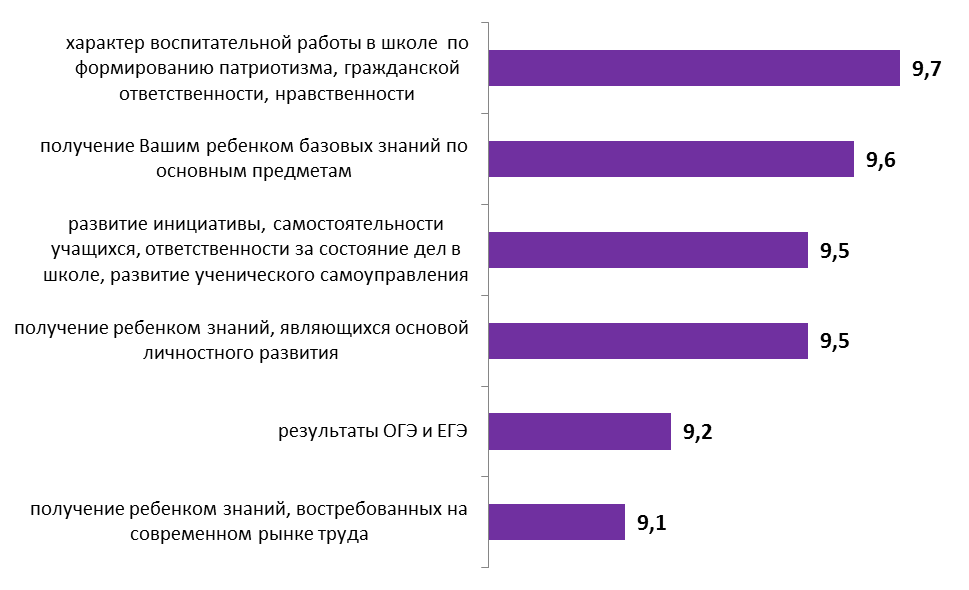 характер воспитательной работы в школе по
формированию патриотизма, гражданской
ответственности, нравственности
9,7
получение Вашим ребенком базовых знаний по
основным предметам
9,6
развитие инициативы, самостоятельности
учащихся, ответственности за состояние дел в
школе, развитие ученического самоуправления
9,5
получение ребенком знаний, являющихся основой
личностного развития
9,5
результаты ОГЭ и ЕГЭ
9,2
получение ребенком знаний, востребованных на
современном рынке труда
9,1